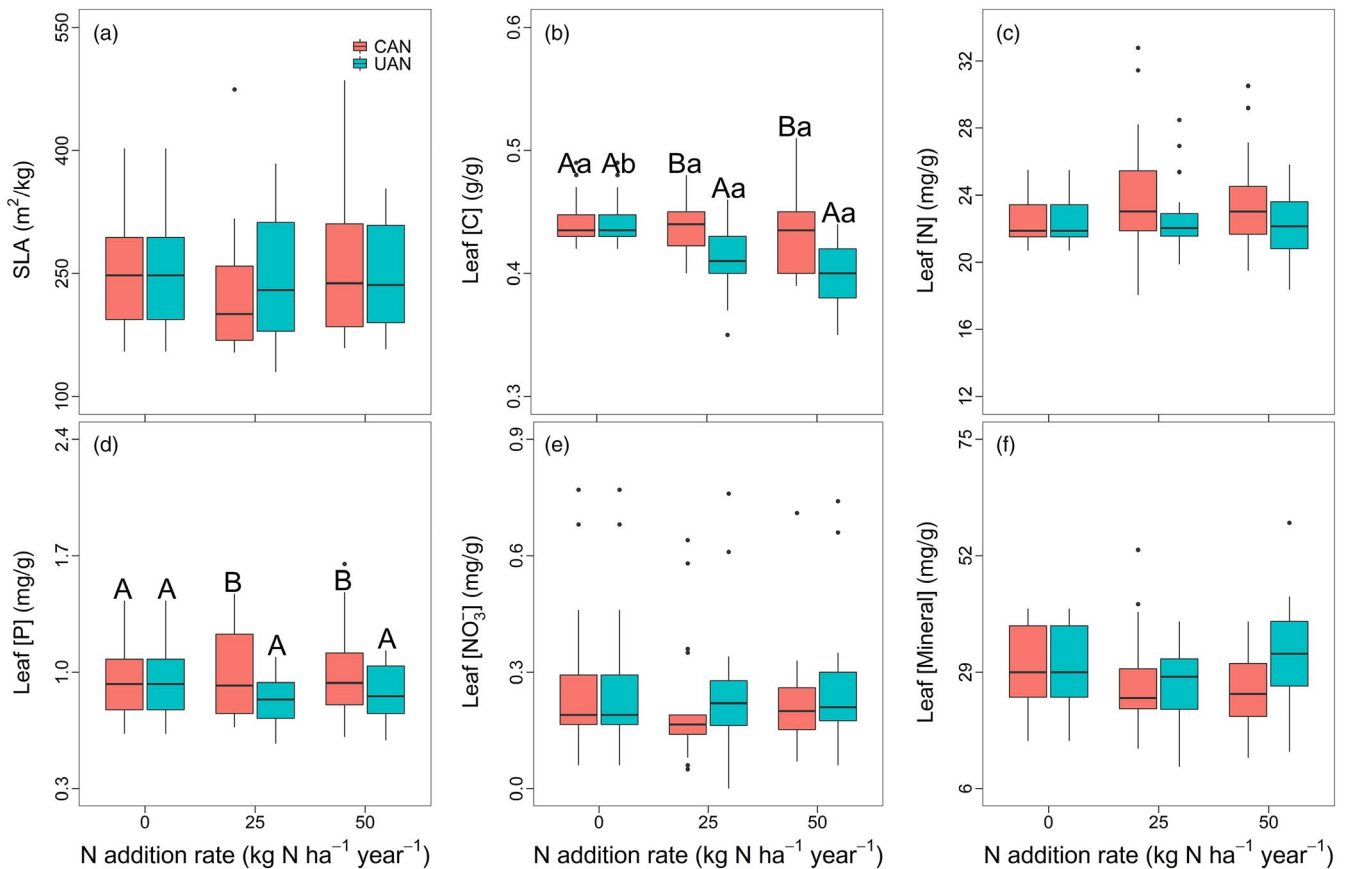 (a)
CAN
UAN
SLA (m²/kg)
550
400
250
100
(b)
Leaf [C] (g/g)
0.6
0.5
0.4
0.3
Aa Ab Ba Aa Ba Aa
(c)
Leaf [N] (mg/g)
32
28
24
20
16
12
(d)
Leaf [P] (mg/g)
2.4
1.7
1.0
0.3
A A B A B A
0 25 50
N addition rate (kg N ha⁻¹ year⁻¹)
(e)
Leaf [NO₃⁻] (mg/g)
0.9
0.6
0.3
0.0
0 25 50
N addition rate (kg N ha⁻¹ year⁻¹)
(f)
Leaf [Mineral] (mg/g)
75
52
29
6
0 25 50
N addition rate (kg N ha⁻¹ year⁻¹)